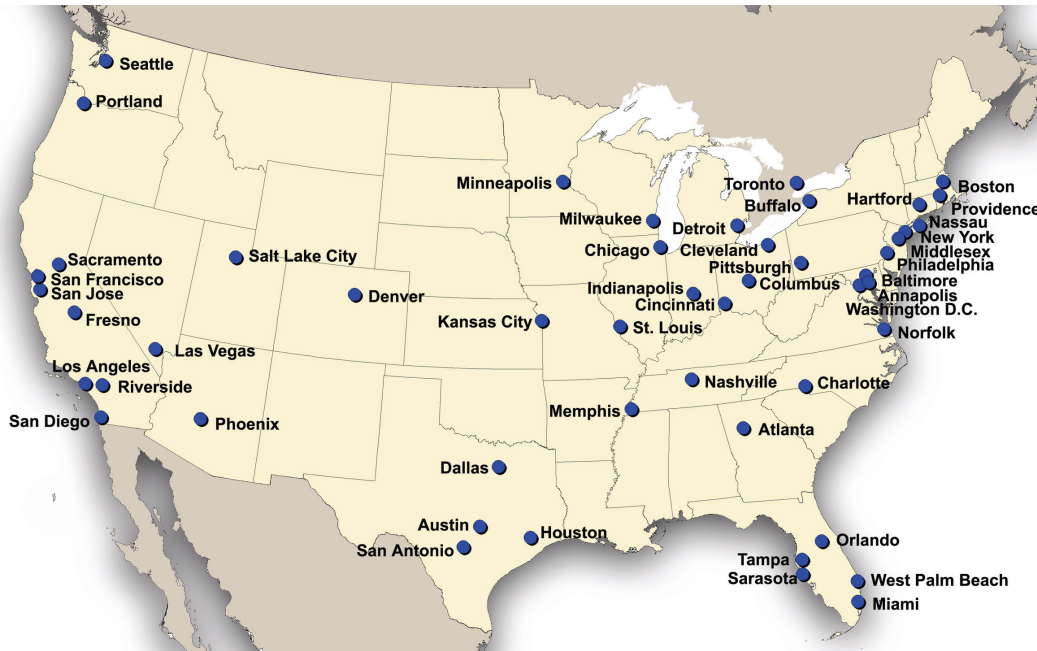 Seattle
Portland
Minneapolis
Toronto
Boston
Buffalo
Hartford
Providence
Milwaukee
Detroit
Nassau
New York
Chicago
Cleveland
Middlesex
Sacramento
Salt Lake City
Pittsburgh
Philadelphia
San Francisco
Columbus
Baltimore
San Jose
Denver
Indianapolis
Annapolis
Cincinnati
Washington D.C.
Fresno
Kansas City
St. Louis
Norfolk
Las Vegas
Los Angeles
Riverside
Nashville
Charlotte
San Diego
Phoenix
Memphis
Atlanta
Dallas
Austin
Houston
San Antonio
Orlando
Tampa
Sarasota
West Palm Beach
Miami